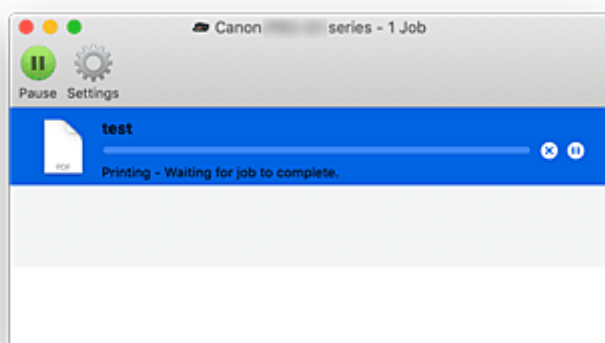 Canon series - 1 Job
Pause Settings
test
PDF
Printing - Waiting for job to complete.